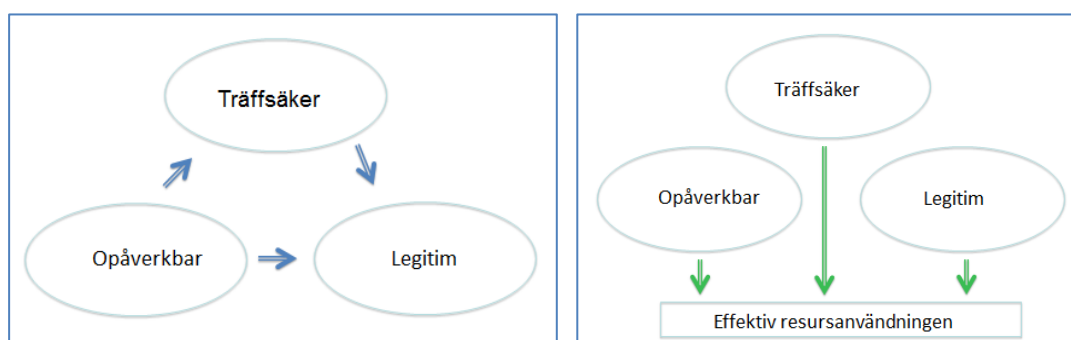 Träffsäker
Opåverkbar
Legitim
Träffsäker
Opåverkbar
Legitim
Effektiv resursanvändningen